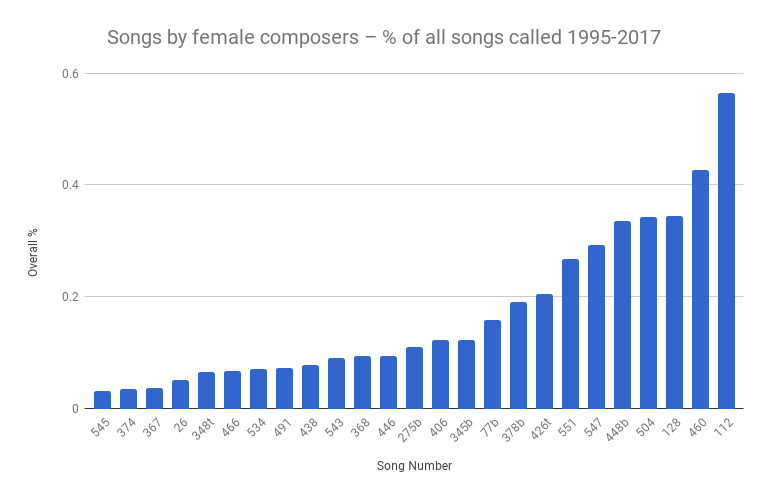 Songs by female composers – % of all songs called 1995-2017
0.6
0.4
0.2
0
Overall %
545 374 367 26 348t 466 534 491 438 543 368 446 275b 406 345b 77b 378b 426t 551 547 448b 504 128 460 112
Song Number